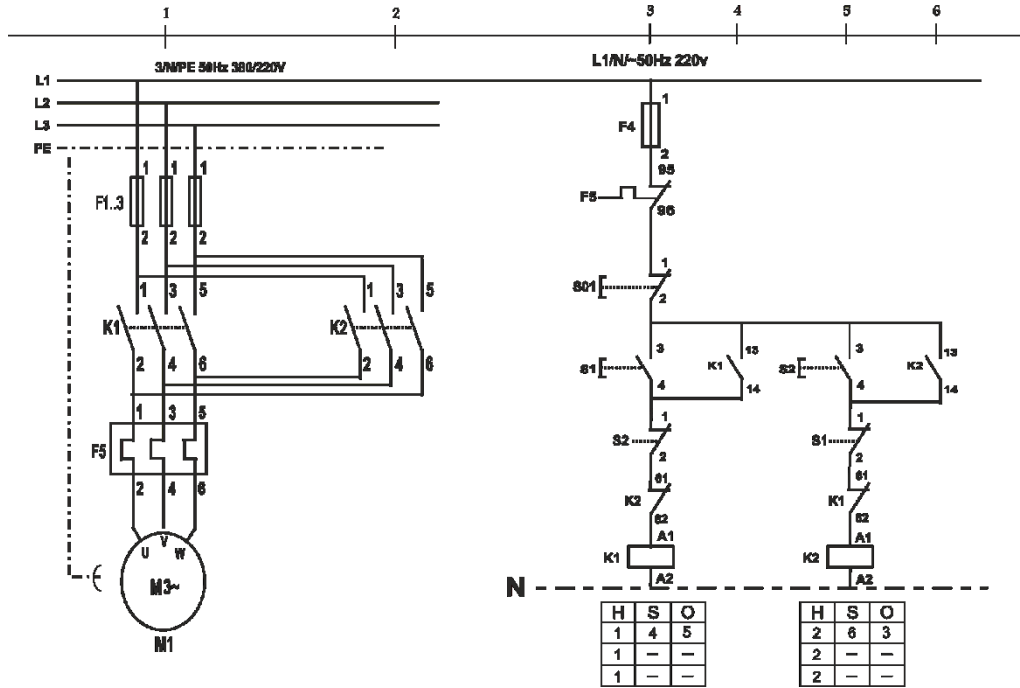 1 2 3 4 5 6
3/N/PE 50Hz 380/220V
L1/N/~50Hz 220v
L1
L2
L3
PE
1 1 1
F1..3
2 2 2
1 3 5
K1
2 4 6
1 3 5
K2
2 4 6
1 3 5
F5
2 4 6
U V W
M3~
M1
1
F4
2
95
F5
96
1
S01
2
3
S1
4
13
K1
14
3
S2
4
13
K2
14
1
S2
2
61
K2
62
A1
K1
A2
1
S1
2
61
K1
62
A1
K2
A2
N
H S O
1 4 5
1 – –
1 – –
H S O
2 6 3
2 – –
2 – –